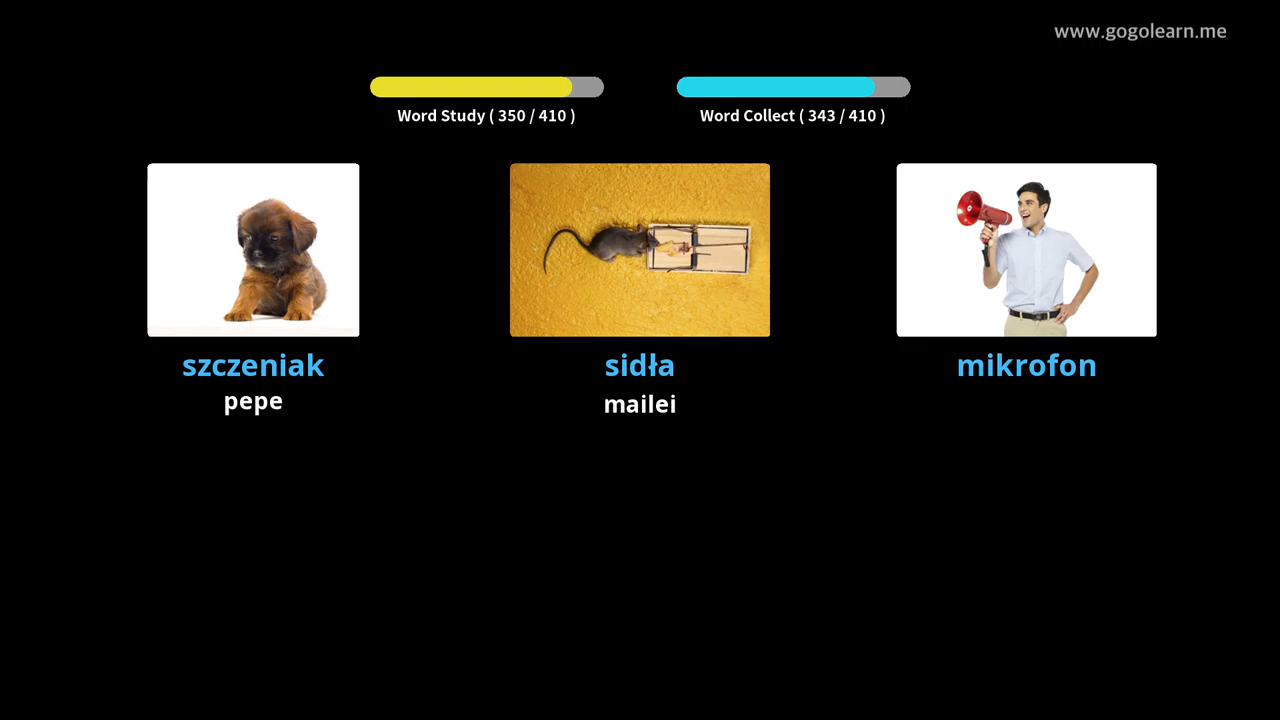 www.gogolearn.me
Word Study ( 350 / 410 )
Word Collect ( 343 / 410 )
szczeniak
sidła
mikrofon
pepe
mailei